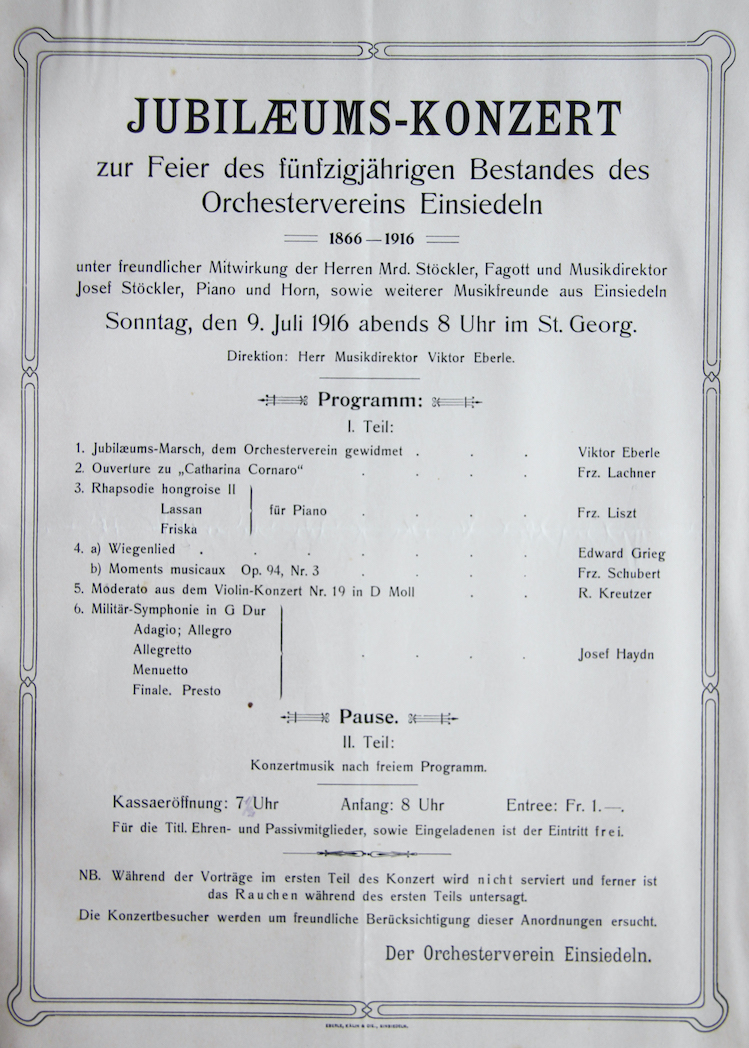 JUBILÆUMS-KONZERT
zur Feier des fünfzigjährigen Bestandes des
Orchestervereins Einsiedeln
1866—1916
unter freundlicher Mitwirkung der Herren Mrd. Stöckler, Fagott und Musikdirektor
Josef Stöckler, Piano und Horn, sowie weiterer Musikfreunde aus Einsiedeln
Sonntag, den 9. Juli 1916 abends 8 Uhr im St. Georg.
Direktion: Herr Musikdirektor Viktor Eberle.
Programm:
I. Teil:
1. Jubilæums-Marsch, dem Orchesterverein gewidmet . . . Viktor Eberle
2. Ouverture zu „Catharina Cornaro“ . . . . Frz. Lachner
3. Rhapsodie hongroise II
Lassan für Piano . . . . Frz. Liszt
Friska
4. a) Wiegenlied . . . . . . . Edward Grieg
b) Moments musicaux Op. 94, Nr. 3 . . . . Frz. Schubert
5. Moderato aus dem Violin-Konzert Nr. 19 in D Moll . . R. Kreutzer
6. Militär-Symphonie in G Dur
Adagio; Allegro
Allegretto . . . . Josef Haydn
Menuetto
Finale. Presto
Pause.
II. Teil:
Konzertmusik nach freiem Programm.
Kassaeröffnung: 7 Uhr Anfang: 8 Uhr Entree: Fr. 1.—.
Für die Titl. Ehren- und Passivmitglieder, sowie Eingeladenen ist der Eintritt frei.
NB. Während der Vorträge im ersten Teil des Konzert wird nicht serviert und ferner ist
das Rauchen während des ersten Teils untersagt.
Die Konzertbesucher werden um freundliche Berücksichtigung dieser Anordnungen ersucht.
Der Orchesterverein Einsiedeln.
EBERLE, KÄLIN & CIE., EINSIEDELN.